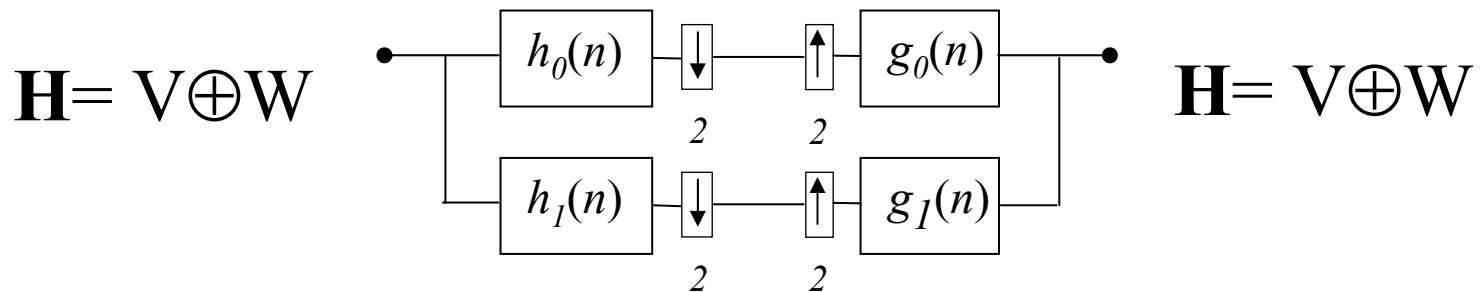 H= V⊕W
h₀(n) ↓ ↑ g₀(n)
2 2
h₁(n) ↓ ↑ g₁(n)
2 2
H= V⊕W